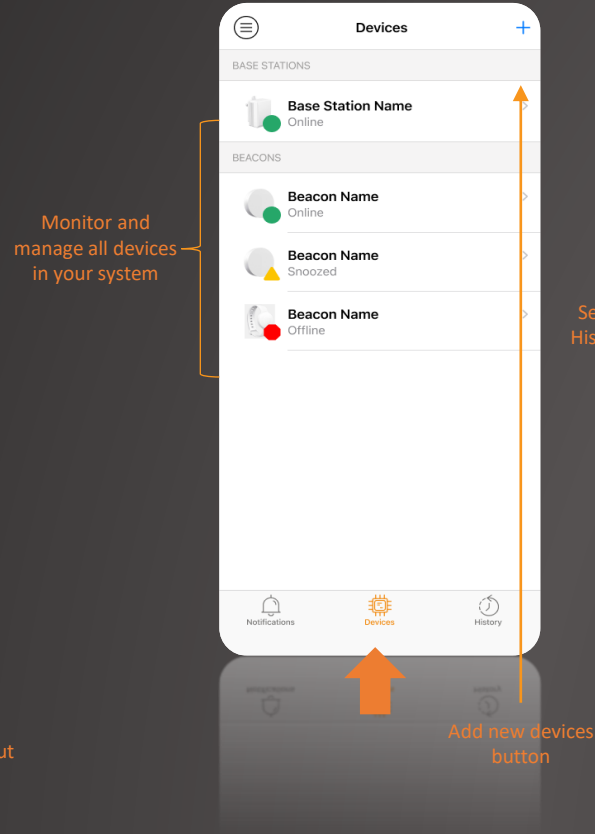 Devices
BASE STATIONS
Base Station Name
Online
BEACONS
Beacon Name
Online
Beacon Name
Snoozed
Beacon Name
Offline
Notifications
Devices
History
Monitor and
manage all devices
in your system
Add new devices
button